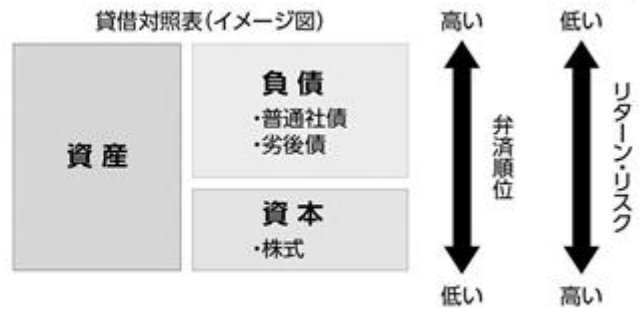 貸借対照表(イメージ図)
資産
負債
・普通社債
・劣後債
資本
・株式
高い
弁済順位
低い
低い
リターン・リスク
高い